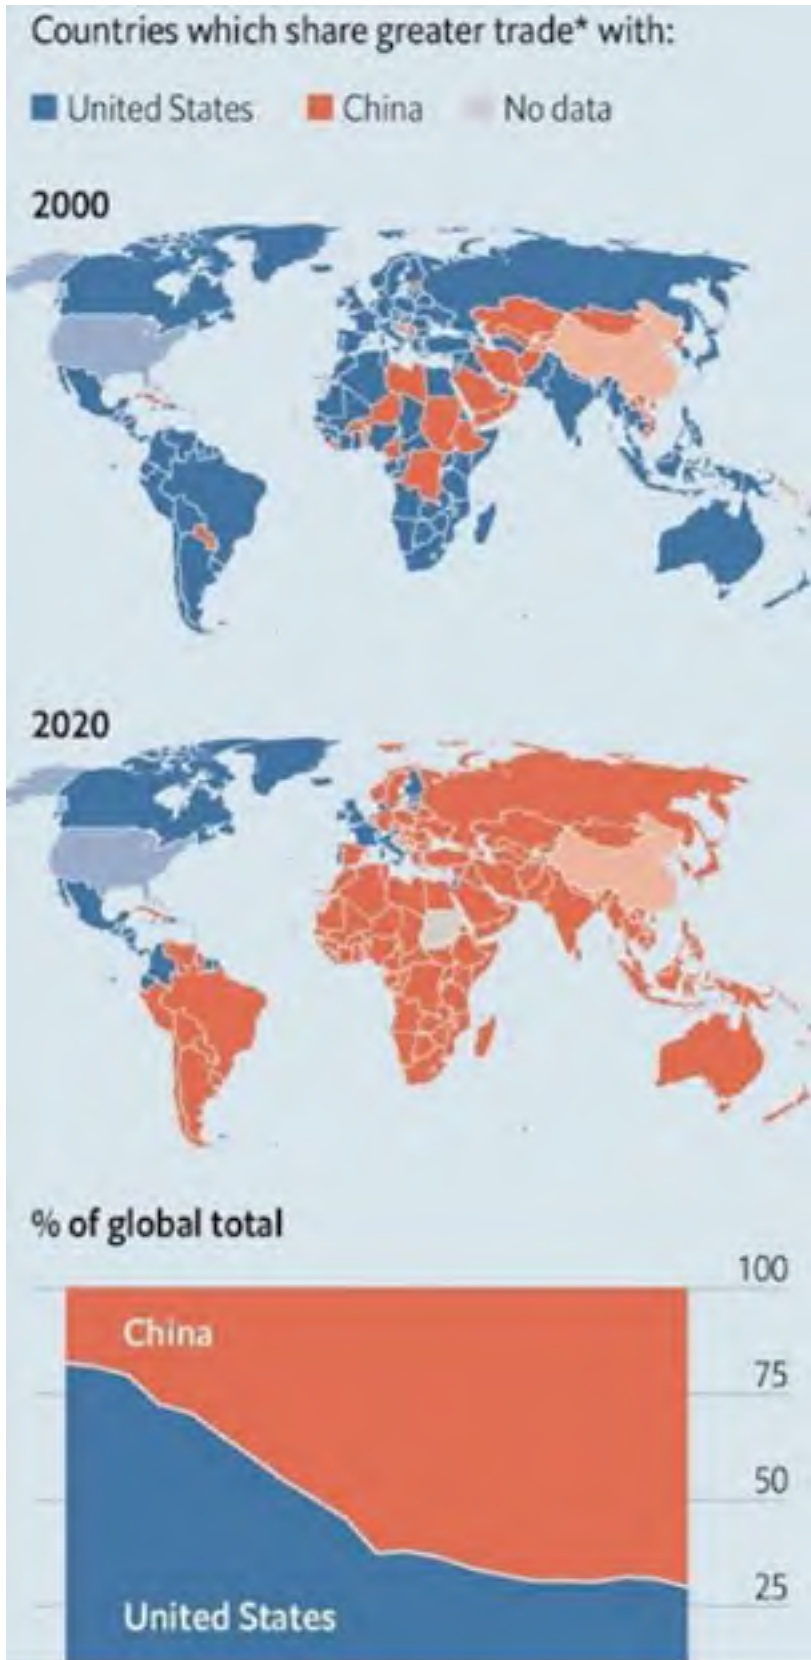 Countries which share greater trade* with:
United States China No data
2000
2020
% of global total
100
China
75
50
25
United States